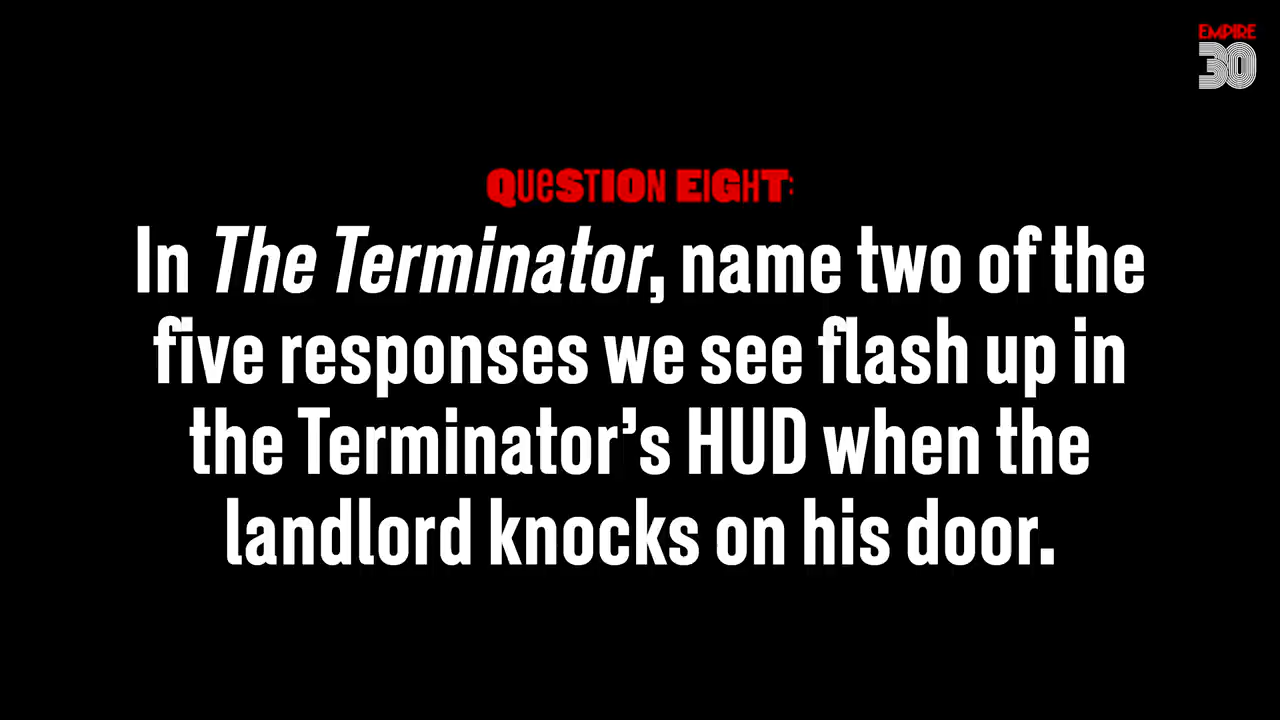 EMPIRE
30
QUESTION EIGHT:
In The Terminator, name two of the
five responses we see flash up in
the Terminator’s HUD when the
landlord knocks on his door.